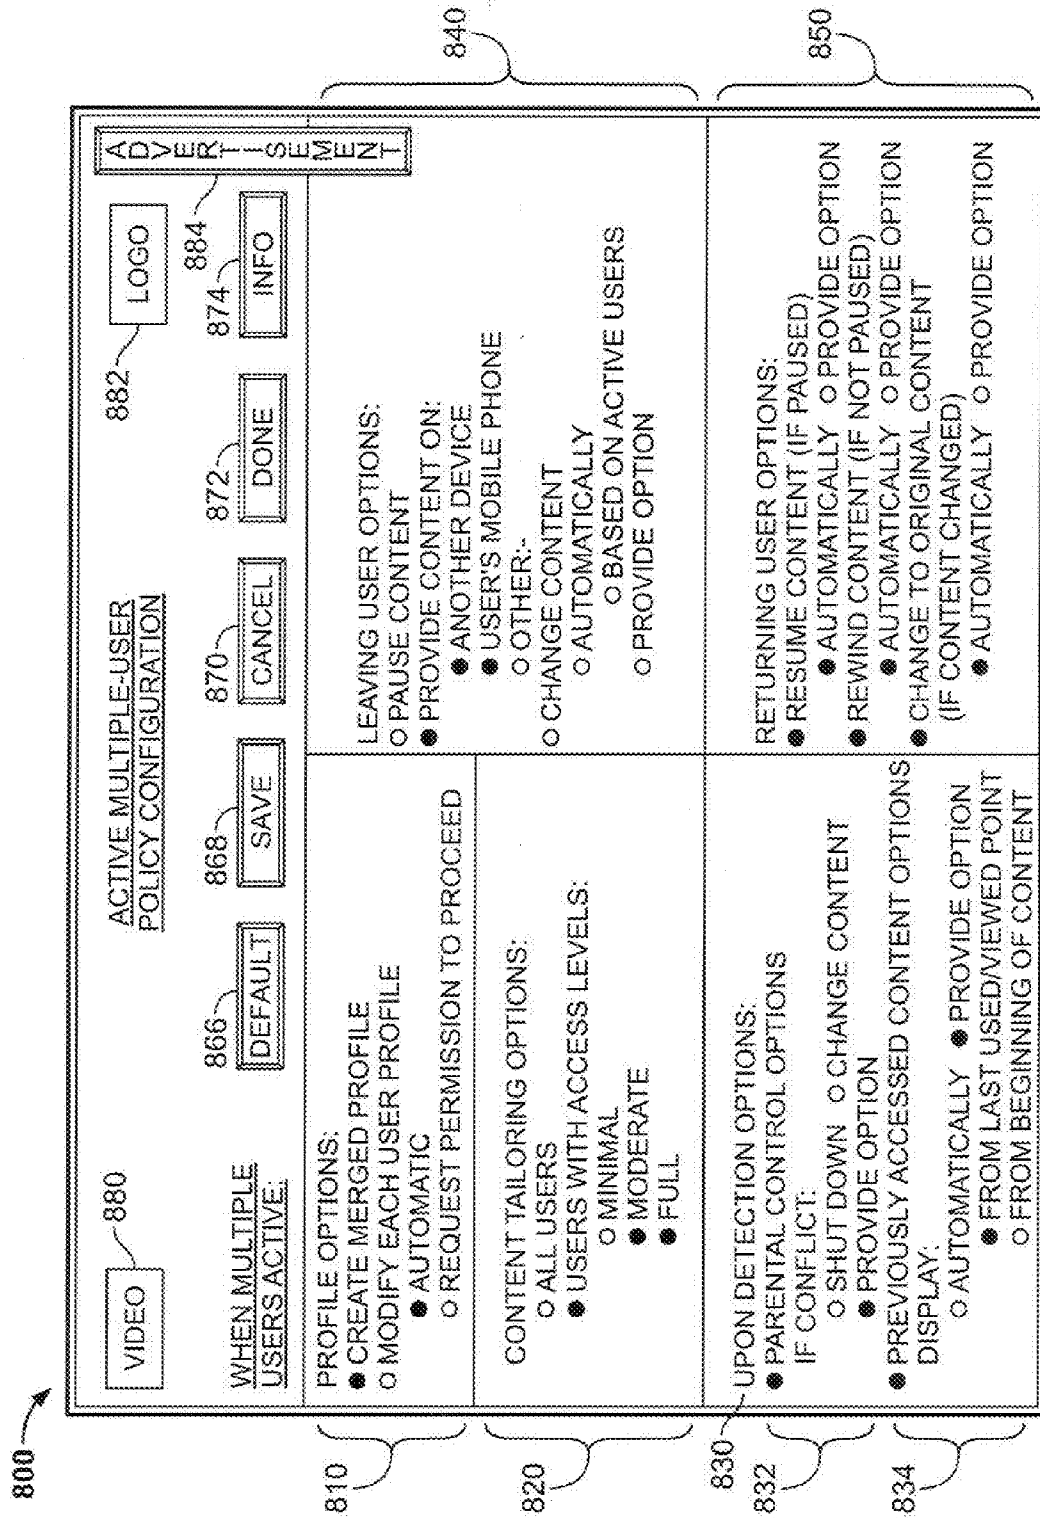 800
VIDEO
880
ACTIVE MULTIPLE-USER
POLICY CONFIGURATION
882
LOGO
884
ADVERTISEMENT
WHEN MULTIPLE
USERS ACTIVE:
866
DEFAULT
868
SAVE
870
CANCEL
872
DONE
874
INFO
810
PROFILE OPTIONS:
● CREATE MERGED PROFILE
○ MODIFY EACH USER PROFILE
● AUTOMATIC
○ REQUEST PERMISSION TO PROCEED
820
CONTENT TAILORING OPTIONS:
○ ALL USERS
● USERS WITH ACCESS LEVELS:
○ MINIMAL
● MODERATE
● FULL
830
UPON DETECTION OPTIONS:
832
● PARENTAL CONTROL OPTIONS
IF CONFLICT:
○ SHUT DOWN ○ CHANGE CONTENT
● PROVIDE OPTION
834
● PREVIOUSLY ACCESSED CONTENT OPTIONS
DISPLAY:
○ AUTOMATICALLY ● PROVIDE OPTION
● FROM LAST USED/VIEWED POINT
○ FROM BEGINNING OF CONTENT
840
LEAVING USER OPTIONS:
○ PAUSE CONTENT
● PROVIDE CONTENT ON:
● ANOTHER DEVICE
● USER'S MOBILE PHONE
○ OTHER:-
○ CHANGE CONTENT
○ AUTOMATICALLY
○ BASED ON ACTIVE USERS
○ PROVIDE OPTION
850
RETURNING USER OPTIONS:
● RESUME CONTENT (IF PAUSED)
● AUTOMATICALLY ○ PROVIDE OPTION
● REWIND CONTENT (IF NOT PAUSED)
● AUTOMATICALLY ○ PROVIDE OPTION
● CHANGE TO ORIGINAL CONTENT
(IF CONTENT CHANGED)
● AUTOMATICALLY ○ PROVIDE OPTION